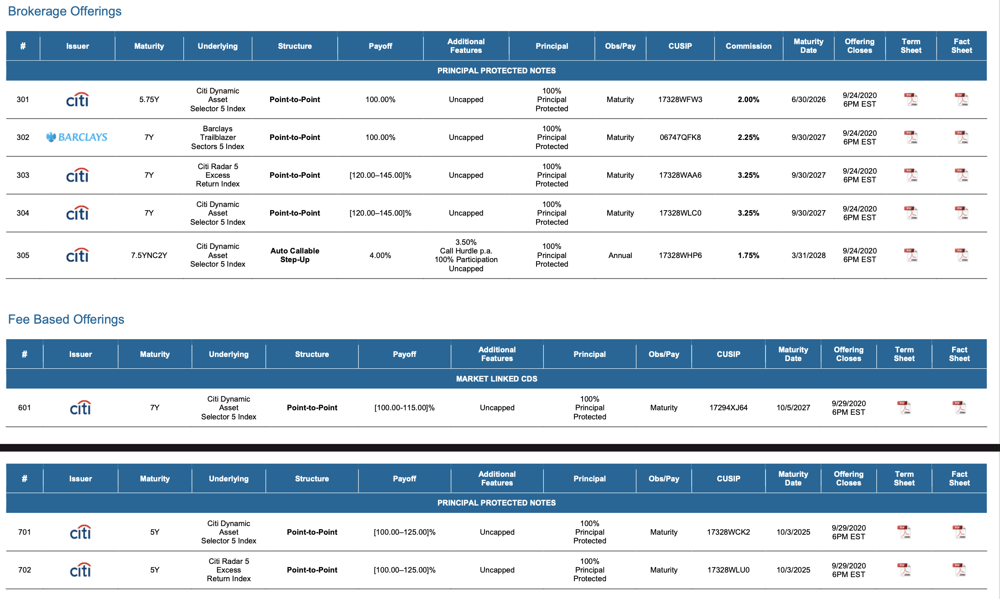 Brokerage Offerings
# Issuer Maturity Underlying Structure Payoff Additional Features Principal Obs/Pay CUSIP Commission Maturity Date Offering Closes Term Sheet Fact Sheet
PRINCIPAL PROTECTED NOTES
301 citi 5.75Y Citi Dynamic Asset Selector 5 Index Point-to-Point 100.00% Uncapped 100% Principal Protected Maturity 17328WFW3 2.00% 6/30/2026 9/24/2020 6PM EST
302 BARCLAYS 7Y Barclays Trailblazer Sectors 5 Index Point-to-Point 100.00% Uncapped 100% Principal Protected Maturity 06747QFK8 2.25% 9/30/2027 9/24/2020 6PM EST
303 citi 7Y Citi Radar 5 Excess Return Index Point-to-Point [120.00–145.00]% Uncapped 100% Principal Protected Maturity 17328WAA6 3.25% 9/30/2027 9/24/2020 6PM EST
304 citi 7Y Citi Dynamic Asset Selector 5 Index Point-to-Point [120.00–145.00]% Uncapped 100% Principal Protected Maturity 17328WLC0 3.25% 9/30/2027 9/24/2020 6PM EST
305 citi 7.5YNC2Y Citi Dynamic Asset Selector 5 Index Auto Callable Step-Up 4.00% 3.50% Call Hurdle p.a. 100% Participation Uncapped 100% Principal Protected Annual 17328WHP6 1.75% 3/31/2028 9/24/2020 6PM EST
Fee Based Offerings
# Issuer Maturity Underlying Structure Payoff Additional Features Principal Obs/Pay CUSIP Maturity Date Offering Closes Term Sheet Fact Sheet
MARKET LINKED CDS
601 citi 7Y Citi Dynamic Asset Selector 5 Index Point-to-Point [100.00-115.00]% Uncapped 100% Principal Protected Maturity 17294XJ64 10/5/2027 9/29/2020 6PM EST
# Issuer Maturity Underlying Structure Payoff Additional Features Principal Obs/Pay CUSIP Maturity Date Offering Closes Term Sheet Fact Sheet
PRINCIPAL PROTECTED NOTES
701 citi 5Y Citi Dynamic Asset Selector 5 Index Point-to-Point [100.00–125.00]% Uncapped 100% Principal Protected Maturity 17328WCK2 10/3/2025 9/29/2020 6PM EST
702 citi 5Y Citi Radar 5 Excess Return Index Point-to-Point [100.00–125.00]% Uncapped 100% Principal Protected Maturity 17328WLU0 10/3/2025 9/29/2020 6PM EST